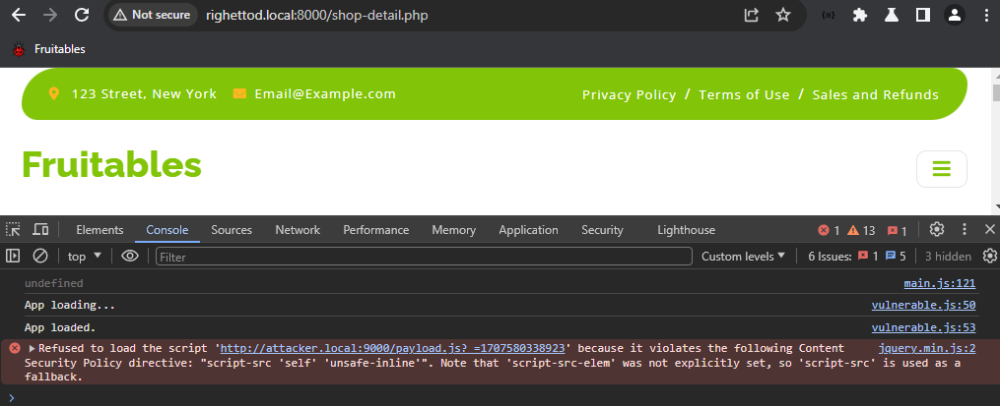 Not secure righettod.local:8000/shop-detail.php
Fruitables
123 Street, New York Email@Example.com Privacy Policy / Terms of Use / Sales and Refunds
Fruitables
Elements Console Sources Network Performance Memory Application Security Lighthouse 1 13 1
top Filter Custom levels 6 Issues: 1 5 3 hidden
undefined main.js:121
App loading... vulnerable.js:50
App loaded. vulnerable.js:53
Refused to load the script 'http://attacker.local:9000/payload.js?_=1707580338923' because it violates the following Content jquery.min.js:2
Security Policy directive: "script-src 'self' 'unsafe-inline'". Note that 'script-src-elem' was not explicitly set, so 'script-src' is used as a
fallback.